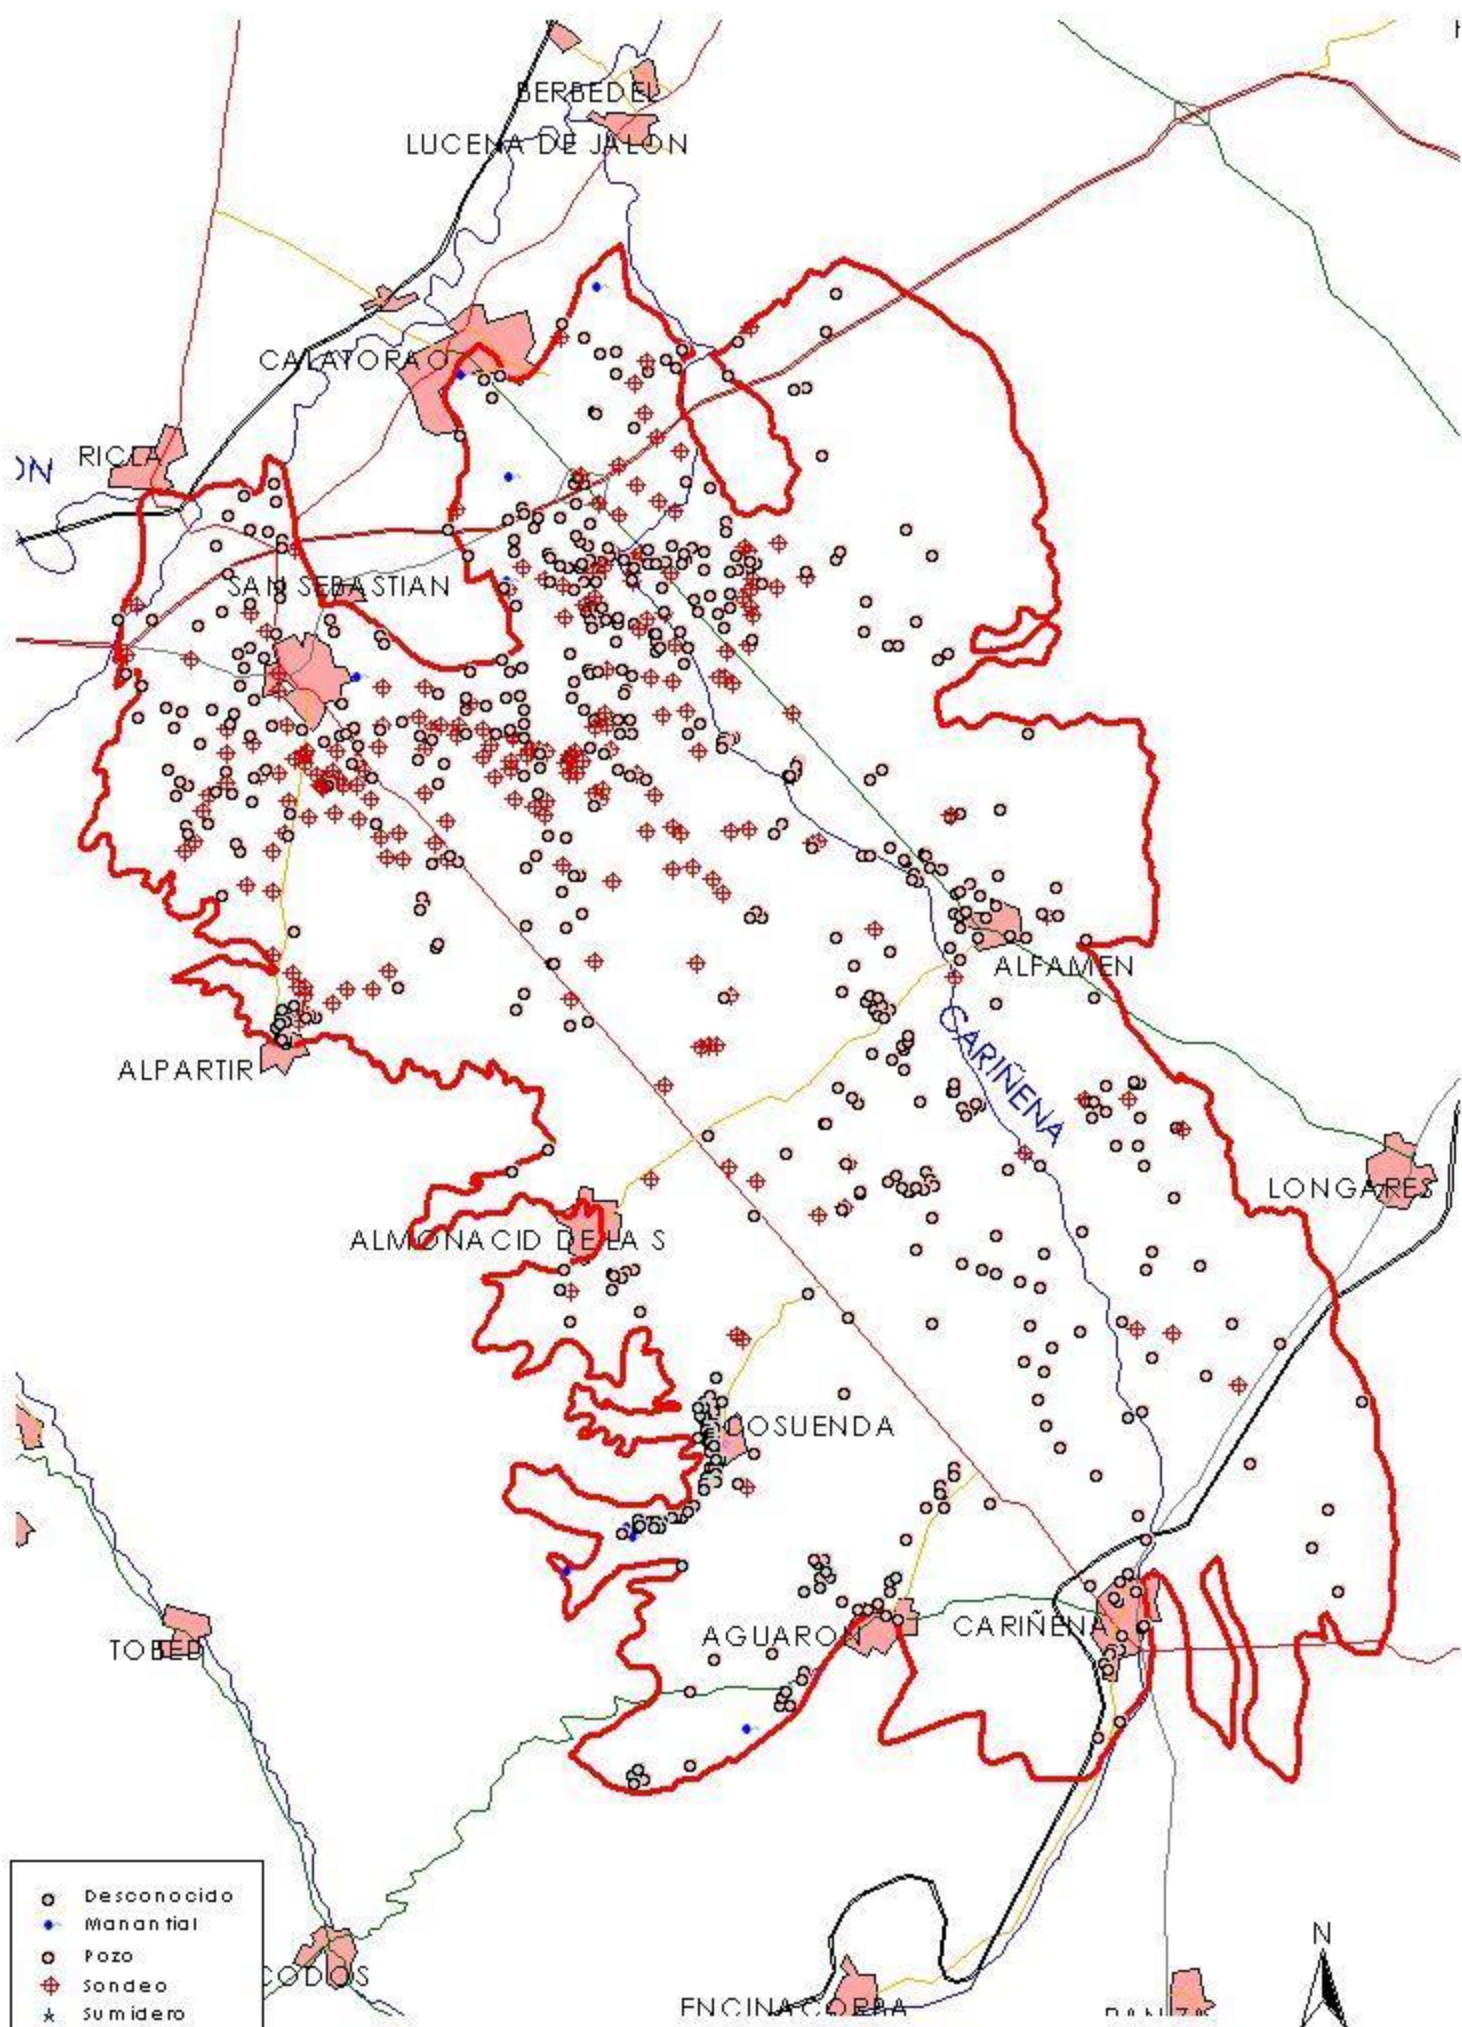 BERBEDEL
LUCENA DE JALON
CALATORAO
RICLA
SAN SEBASTIAN
ALFAMEN
CARIÑENA
ALPARTIR
LONGARES
ALMONACID DE LA S
COSUENDA
AGUARON
CARIÑENA
TOBED
CODOS
ENCINACORBA
N
Desconocido
Manantial
Pozo
Sondeo
Sumidero